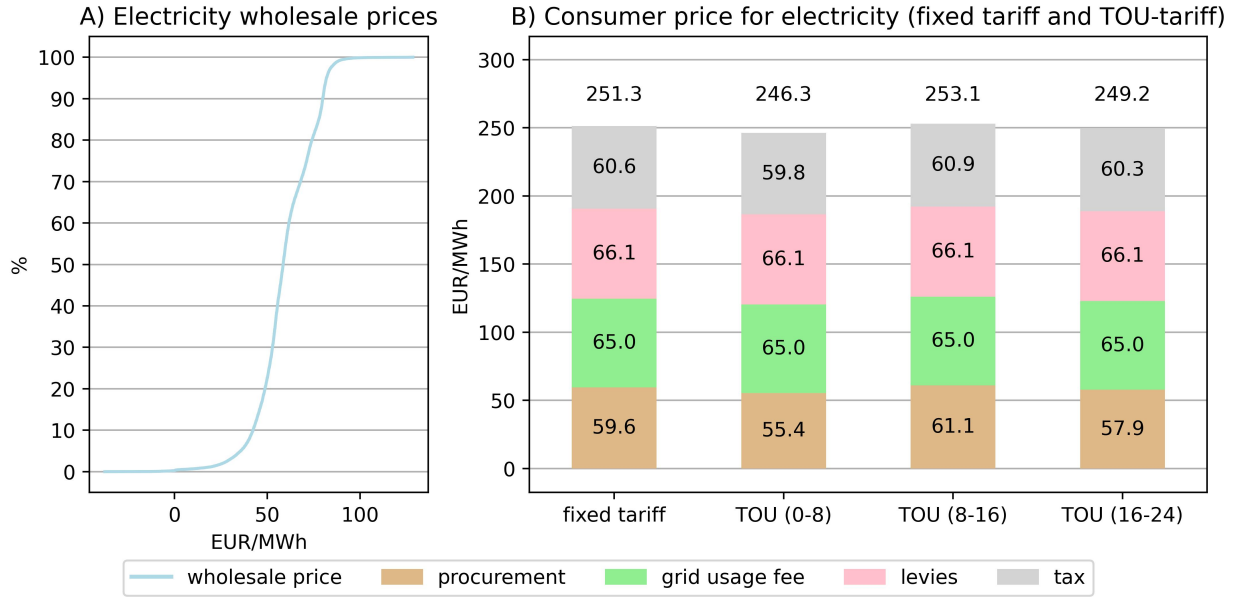 A) Electricity wholesale prices
100
90
80
70
60
50
40
30
20
10
0
%
0 50 100
EUR/MWh
B) Consumer price for electricity (fixed tariff and TOU-tariff)
300
250
200
150
100
50
0
EUR/MWh
251.3 246.3 253.1 249.2
60.6 59.8 60.9 60.3
66.1 66.1 66.1 66.1
65.0 65.0 65.0 65.0
59.6 55.4 61.1 57.9
fixed tariff TOU (0-8) TOU (8-16) TOU (16-24)
wholesale price procurement grid usage fee levies tax